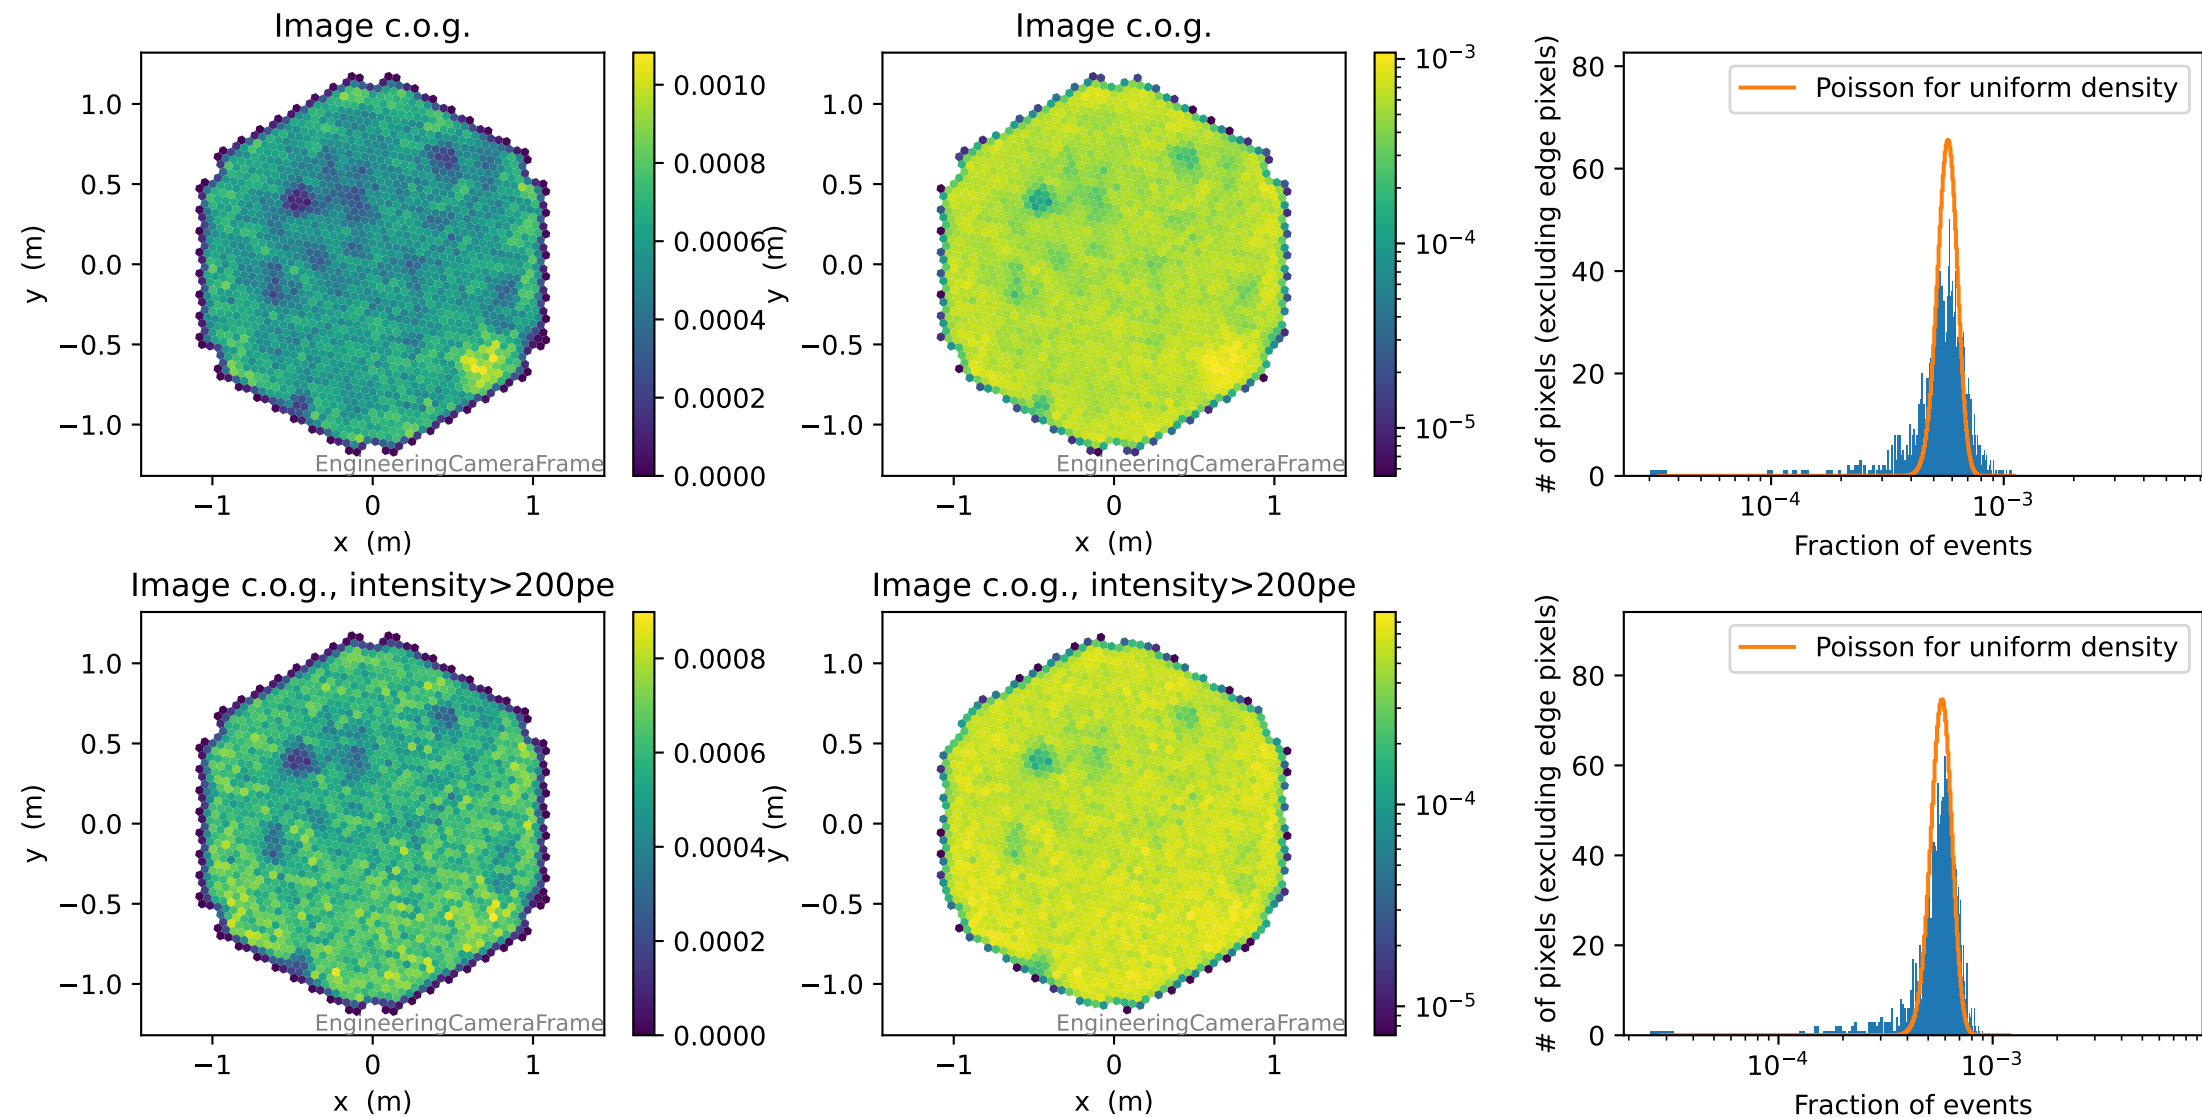 Image c.o.g.
1.0
0.5
0.0
−0.5
−1.0
y (m)
−1
0
1
x (m)
EngineeringCameraFrame
0.0010
0.0008
0.0006
0.0004
0.0002
0.0000
Image c.o.g.
1.0
0.5
0.0
−0.5
−1.0
y (m)
−1
0
1
x (m)
EngineeringCameraFrame
10⁻³
10⁻⁴
10⁻⁵
# of pixels (excluding edge pixels)
80
60
40
20
0
Poisson for uniform density
10⁻⁴
10⁻³
Fraction of events
Image c.o.g., intensity>200pe
1.0
0.5
0.0
−0.5
−1.0
y (m)
−1
0
1
x (m)
EngineeringCameraFrame
0.0008
0.0006
0.0004
0.0002
0.0000
Image c.o.g., intensity>200pe
1.0
0.5
0.0
−0.5
−1.0
y (m)
−1
0
1
x (m)
EngineeringCameraFrame
10⁻⁴
10⁻⁵
# of pixels (excluding edge pixels)
80
60
40
20
0
Poisson for uniform density
10⁻⁴
10⁻³
Fraction of events